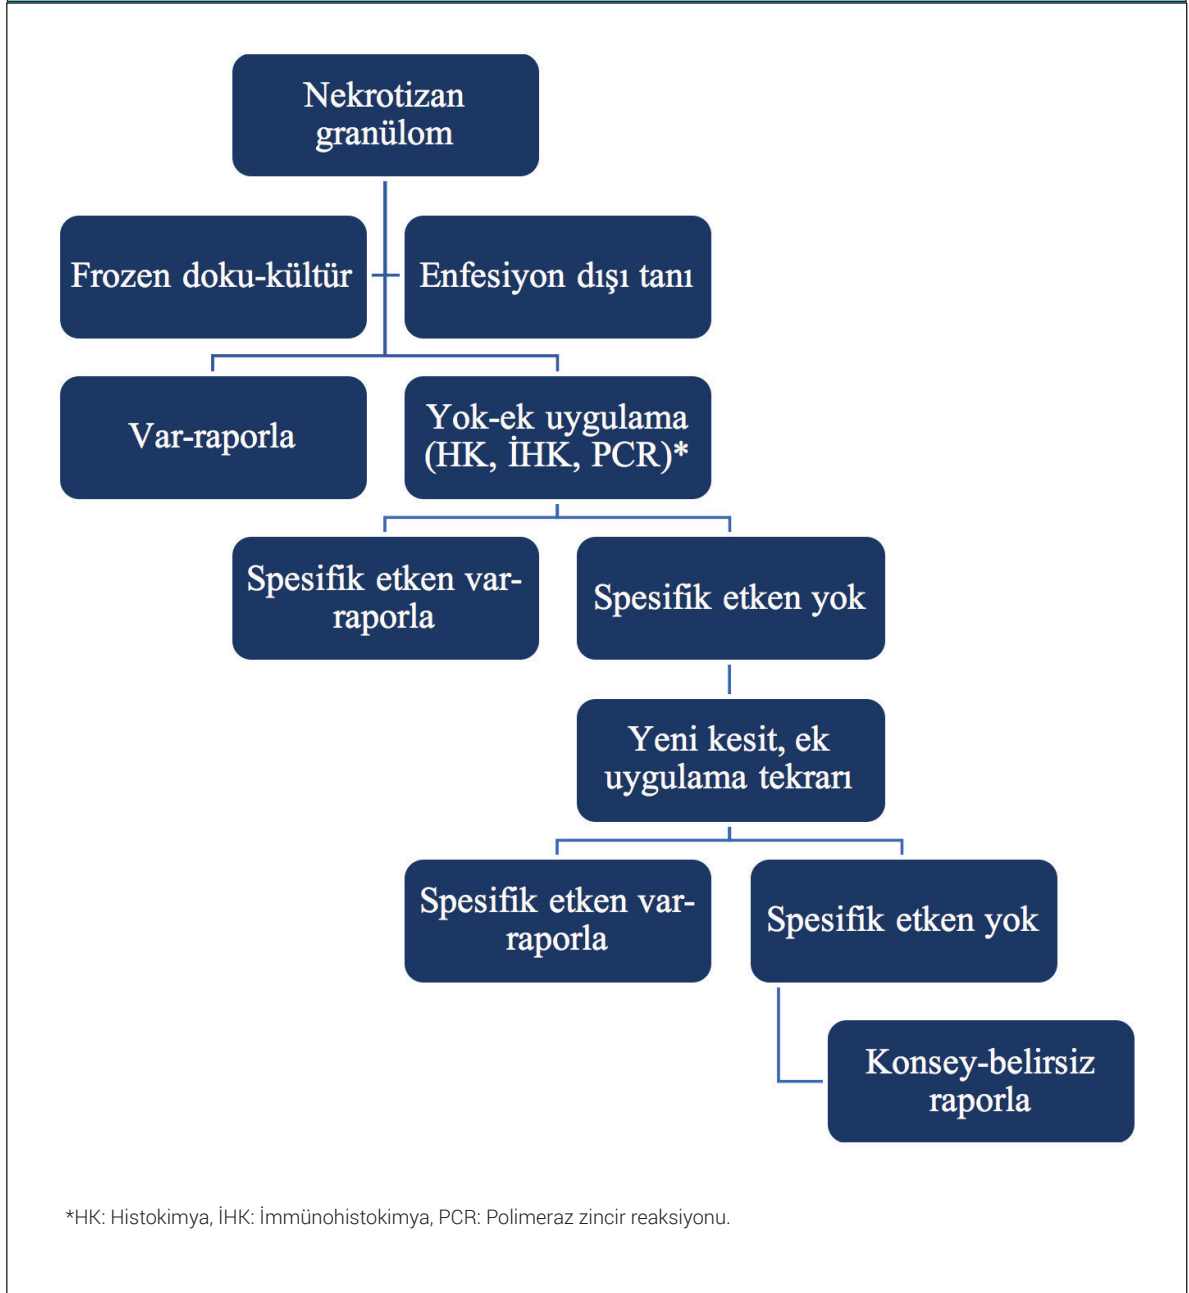 Nekrotizan
granülom
Frozen doku-kültür
Enfesiyon dışı tanı
Var-raporla
Yok-ek uygulama
(HK, İHK, PCR)*
Spesifik etken var-
raporla
Spesifik etken yok
Yeni kesit, ek
uygulama tekrarı
Spesifik etken var-
raporla
Spesifik etken yok
Konsey-belirsiz
raporla
*HK: Histokimya, İHK: İmmünohistokimya, PCR: Polimeraz zincir reaksiyonu.